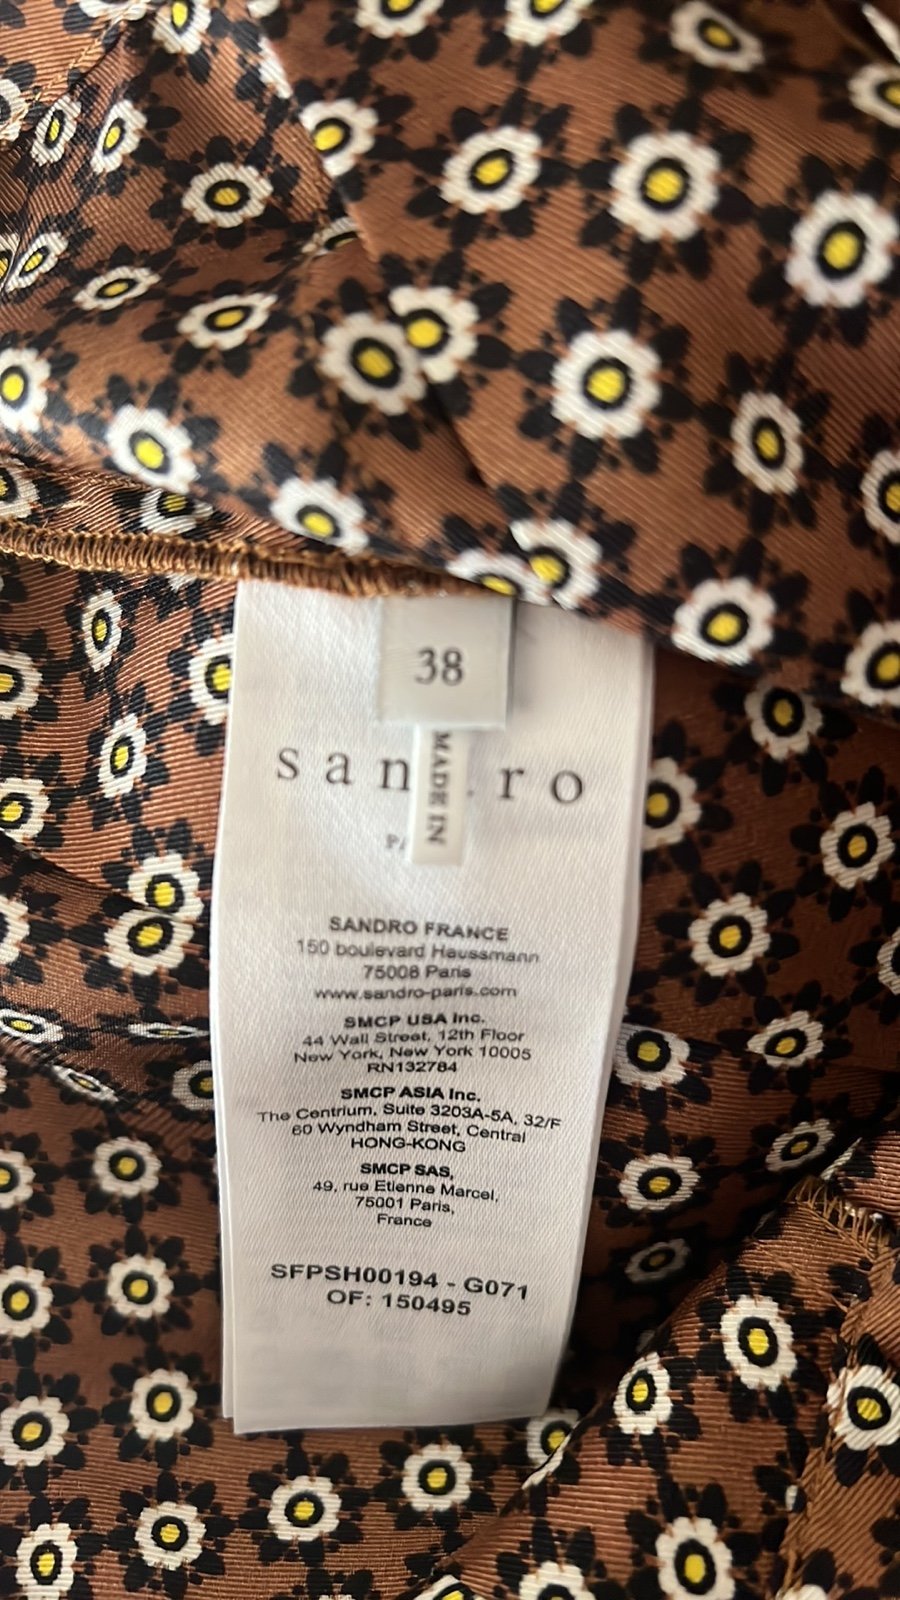 38
MADE IN
san ro
SANDRO FRANCE
150 boulevard Haussmann
75008 Paris
www.sandro-paris.com
SMCP USA Inc.
44 Wall Street, 12th Floor
New York, New York 10005
RN132784
SMCP ASIA Inc.
The Centrium, Suite 3203A-5A, 32/F
60 Wyndham Street, Central
HONG-KONG
SMCP SAS,
49, rue Etienne Marcel,
75001 Paris,
France
SFPSH00194 - G071
OF: 150495